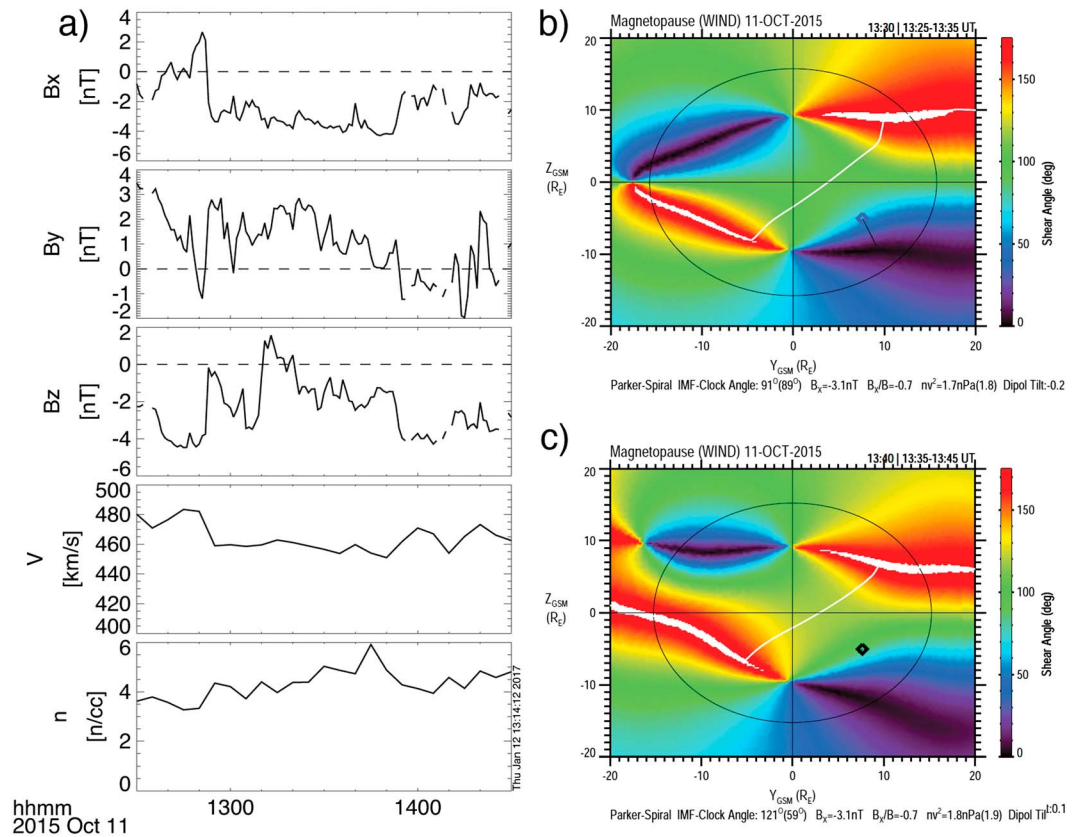 a)
4
2
0
-2
-4
-6
Bx
[nT]
4
3
2
1
0
-1
2
By
[nT]
2
0
-2
-4
-6
Bz
[nT]
500
480
460
440
420
400
V
[km/s]
6
4
2
0
n
[n/cc]
hhmm
2015 Oct 11
1300
1400
Thu Jan 12 13:14:12 2017
b)
Magnetopause (WIND) 11-OCT-2015
13:30 | 13:25-13:35 UT
20
10
0
-10
-20
ZGSM
(RE)
-20
-10
0
10
20
YGSM (RE)
150
100
50
0
Shear Angle (deg)
Parker-Spiral IMF-Clock Angle: 91O(89O) BX=-3.1nT BX/B=-0.7 nv2=1.7nPa(1.8) Dipol Tilt:-0.2
c)
Magnetopause (WIND) 11-OCT-2015
13:40 | 13:35-13:45 UT
20
10
0
-10
-20
ZGSM
(RE)
-20
-10
0
10
20
YGSM (RE)
150
100
50
0
Shear Angle (deg)
Parker-Spiral IMF-Clock Angle: 121O(59O) BX=-3.1nT BX/B=-0.7 nv2=1.8nPa(1.9) Dipol Tilt:0.1